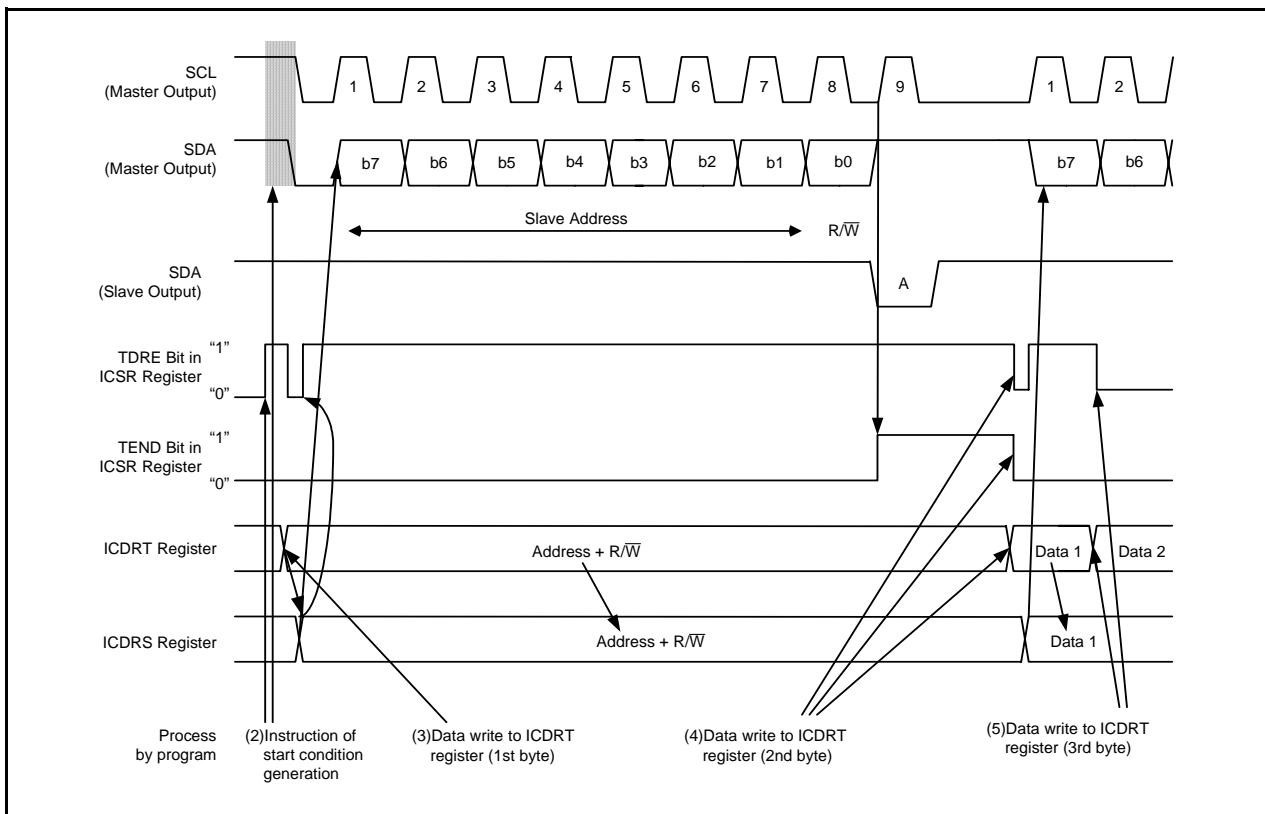 SCL
(Master Output)
1 2 3 4 5 6 7 8 9 1 2
SDA
(Master Output)
b7 b6 b5 b4 b3 b2 b1 b0 b7 b6
Slave Address R/W̅
SDA
(Slave Output)
A
TDRE Bit in
ICSR Register
“1”
“0”
TEND Bit in
ICSR Register
“1”
“0”
ICDRT Register
Address + R/W̅ Data 1 Data 2
ICDRS Register
Address + R/W̅ Data 1
Process
by program
(2)Instruction of
start condition
generation
(3)Data write to ICDRT
register (1st byte)
(4)Data write to ICDRT
register (2nd byte)
(5)Data write to ICDRT
register (3rd byte)